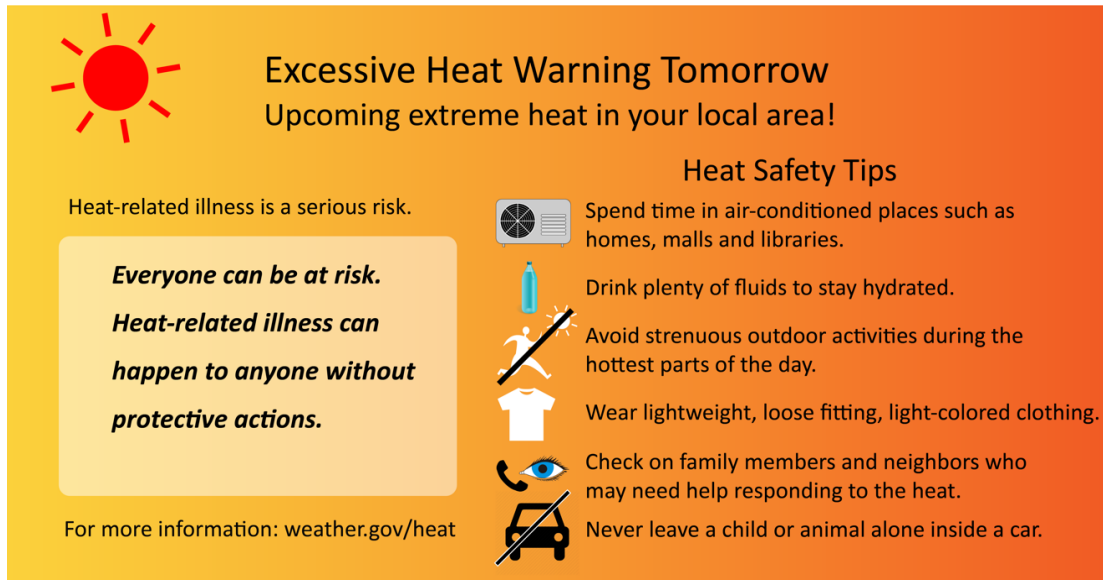 Excessive Heat Warning Tomorrow
Upcoming extreme heat in your local area!
Heat-related illness is a serious risk.
Everyone can be at risk.
Heat-related illness can
happen to anyone without
protective actions.
For more information: weather.gov/heat
Heat Safety Tips
Spend time in air-conditioned places such as
homes, malls and libraries.
Drink plenty of fluids to stay hydrated.
Avoid strenuous outdoor activities during the
hottest parts of the day.
Wear lightweight, loose fitting, light-colored clothing.
Check on family members and neighbors who
may need help responding to the heat.
Never leave a child or animal alone inside a car.